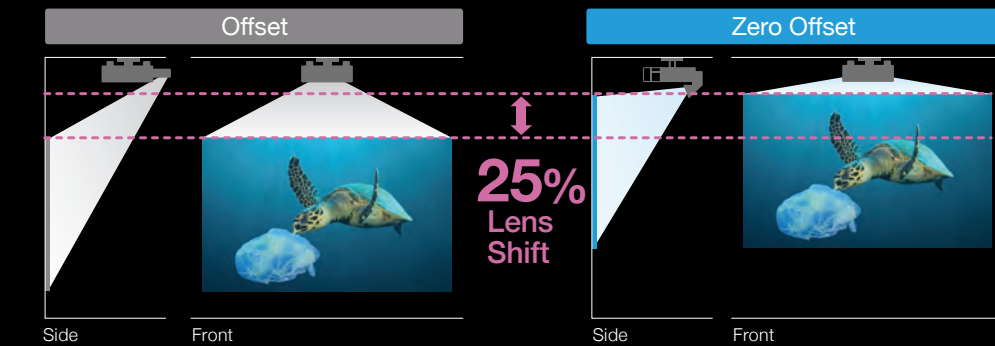 Offset
Zero Offset
25%
Lens
Shift
Side
Front
Side
Front